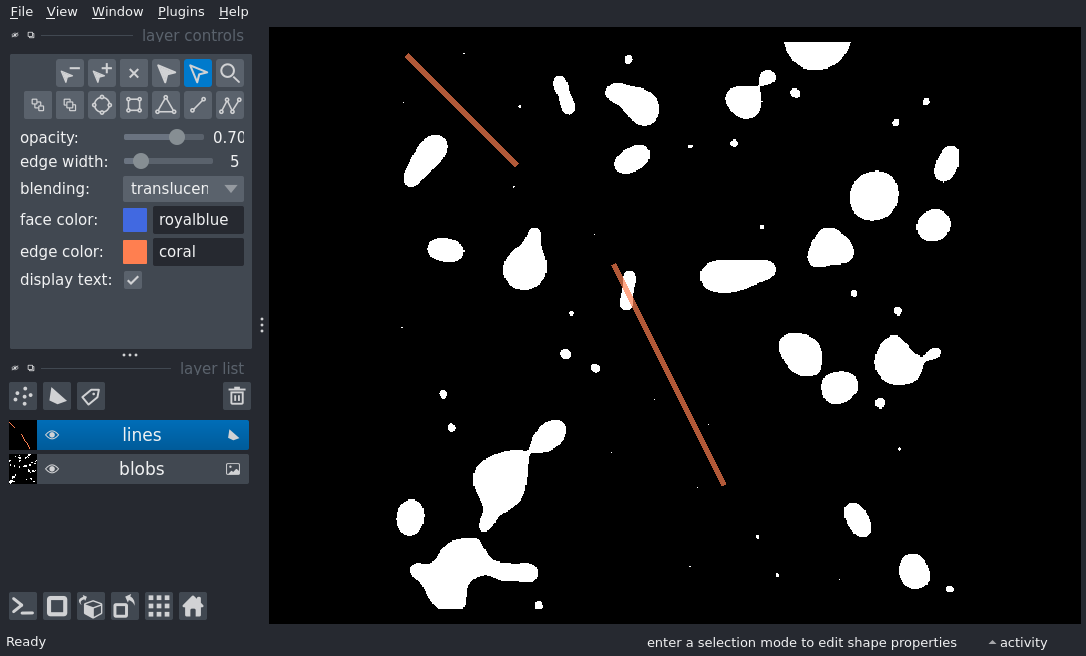 File View Window Plugins Help
layer controls
opacity: 0.70
edge width: 5
blending: translucen
face color: royalblue
edge color: coral
display text:
layer list
lines
blobs
Ready
enter a selection mode to edit shape properties
activity